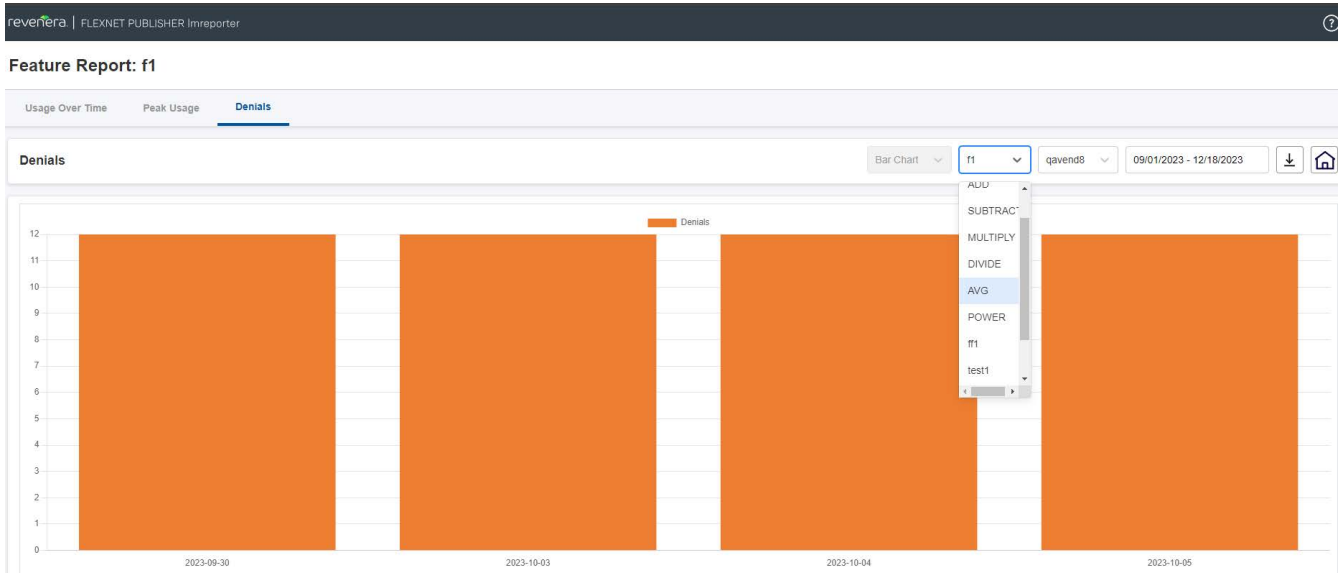 revenera. | FLEXNET PUBLISHER lmreporter ?
Feature Report: f1
Usage Over Time Peak Usage Denials
Denials Bar Chart f1 qavend8 09/01/2023 - 12/18/2023
ADD
SUBTRACT
MULTIPLY
DIVIDE
AVG
POWER
ff1
test1
Denials
12
11
10
9
8
7
6
5
4
3
2
1
0
2023-09-30 2023-10-03 2023-10-04 2023-10-05